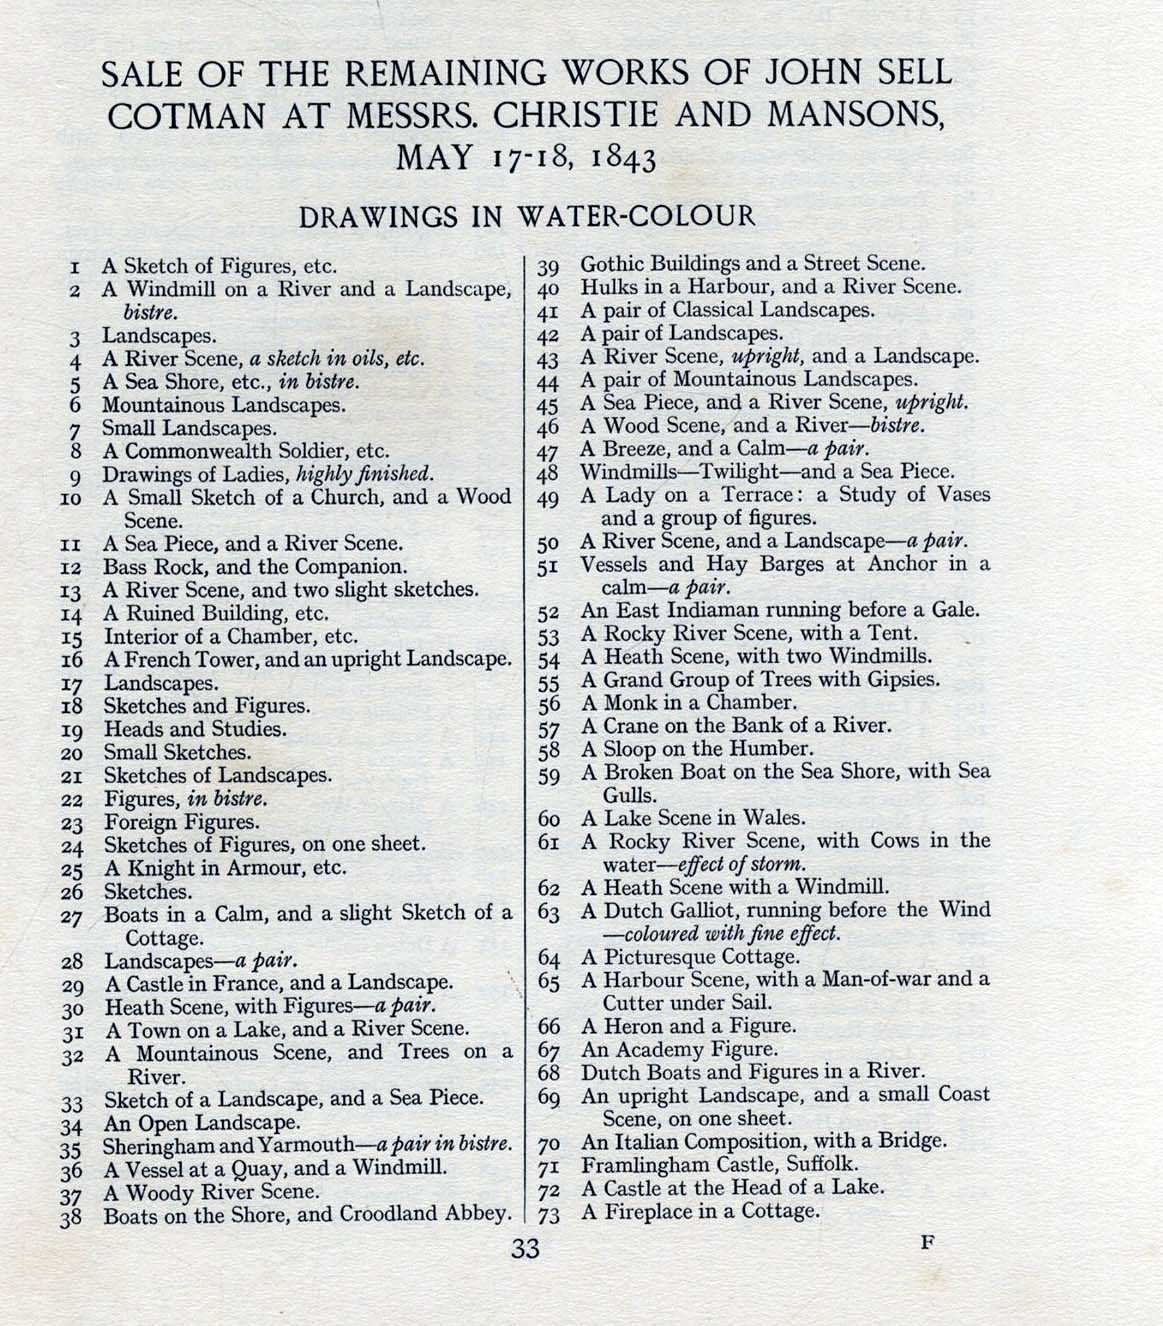 SALE OF THE REMAINING WORKS OF JOHN SELL
COTMAN AT MESSRS. CHRISTIE AND MANSONS,
MAY 17-18, 1843
DRAWINGS IN WATER-COLOUR
1 A Sketch of Figures, etc.
2 A Windmill on a River and a Landscape,
bistre.
3 Landscapes.
4 A River Scene, a sketch in oils, etc.
5 A Sea Shore, etc., in bistre.
6 Mountainous Landscapes.
7 Small Landscapes.
8 A Commonwealth Soldier, etc.
9 Drawings of Ladies, highly finished.
10 A Small Sketch of a Church, and a Wood
Scene.
11 A Sea Piece, and a River Scene.
12 Bass Rock, and the Companion.
13 A River Scene, and two slight sketches.
14 A Ruined Building, etc.
15 Interior of a Chamber, etc.
16 A French Tower, and an upright Landscape.
17 Landscapes.
18 Sketches and Figures.
19 Heads and Studies.
20 Small Sketches.
21 Sketches of Landscapes.
22 Figures, in bistre.
23 Foreign Figures.
24 Sketches of Figures, on one sheet.
25 A Knight in Armour, etc.
26 Sketches.
27 Boats in a Calm, and a slight Sketch of a
Cottage.
28 Landscapes—a pair.
29 A Castle in France, and a Landscape.
30 Heath Scene, with Figures—a pair.
31 A Town on a Lake, and a River Scene.
32 A Mountainous Scene, and Trees on a
River.
33 Sketch of a Landscape, and a Sea Piece.
34 An Open Landscape.
35 Sheringham and Yarmouth—a pair in bistre.
36 A Vessel at a Quay, and a Windmill.
37 A Woody River Scene.
38 Boats on the Shore, and Croodland Abbey.
39 Gothic Buildings and a Street Scene.
40 Hulks in a Harbour, and a River Scene.
41 A pair of Classical Landscapes.
42 A pair of Landscapes.
43 A River Scene, upright, and a Landscape.
44 A pair of Mountainous Landscapes.
45 A Sea Piece, and a River Scene, upright.
46 A Wood Scene, and a River—bistre.
47 A Breeze, and a Calm—a pair.
48 Windmills—Twilight—and a Sea Piece.
49 A Lady on a Terrace: a Study of Vases
and a group of figures.
50 A River Scene, and a Landscape—a pair.
51 Vessels and Hay Barges at Anchor in a
calm—a pair.
52 An East Indiaman running before a Gale.
53 A Rocky River Scene, with a Tent.
54 A Heath Scene, with two Windmills.
55 A Grand Group of Trees with Gipsies.
56 A Monk in a Chamber.
57 A Crane on the Bank of a River.
58 A Sloop on the Humber.
59 A Broken Boat on the Sea Shore, with Sea
Gulls.
60 A Lake Scene in Wales.
61 A Rocky River Scene, with Cows in the
water—effect of storm.
62 A Heath Scene with a Windmill.
63 A Dutch Galliot, running before the Wind
—coloured with fine effect.
64 A Picturesque Cottage.
65 A Harbour Scene, with a Man-of-war and a
Cutter under Sail.
66 A Heron and a Figure.
67 An Academy Figure.
68 Dutch Boats and Figures in a River.
69 An upright Landscape, and a small Coast
Scene, on one sheet.
70 An Italian Composition, with a Bridge.
71 Framlingham Castle, Suffolk.
72 A Castle at the Head of a Lake.
73 A Fireplace in a Cottage.
33
F